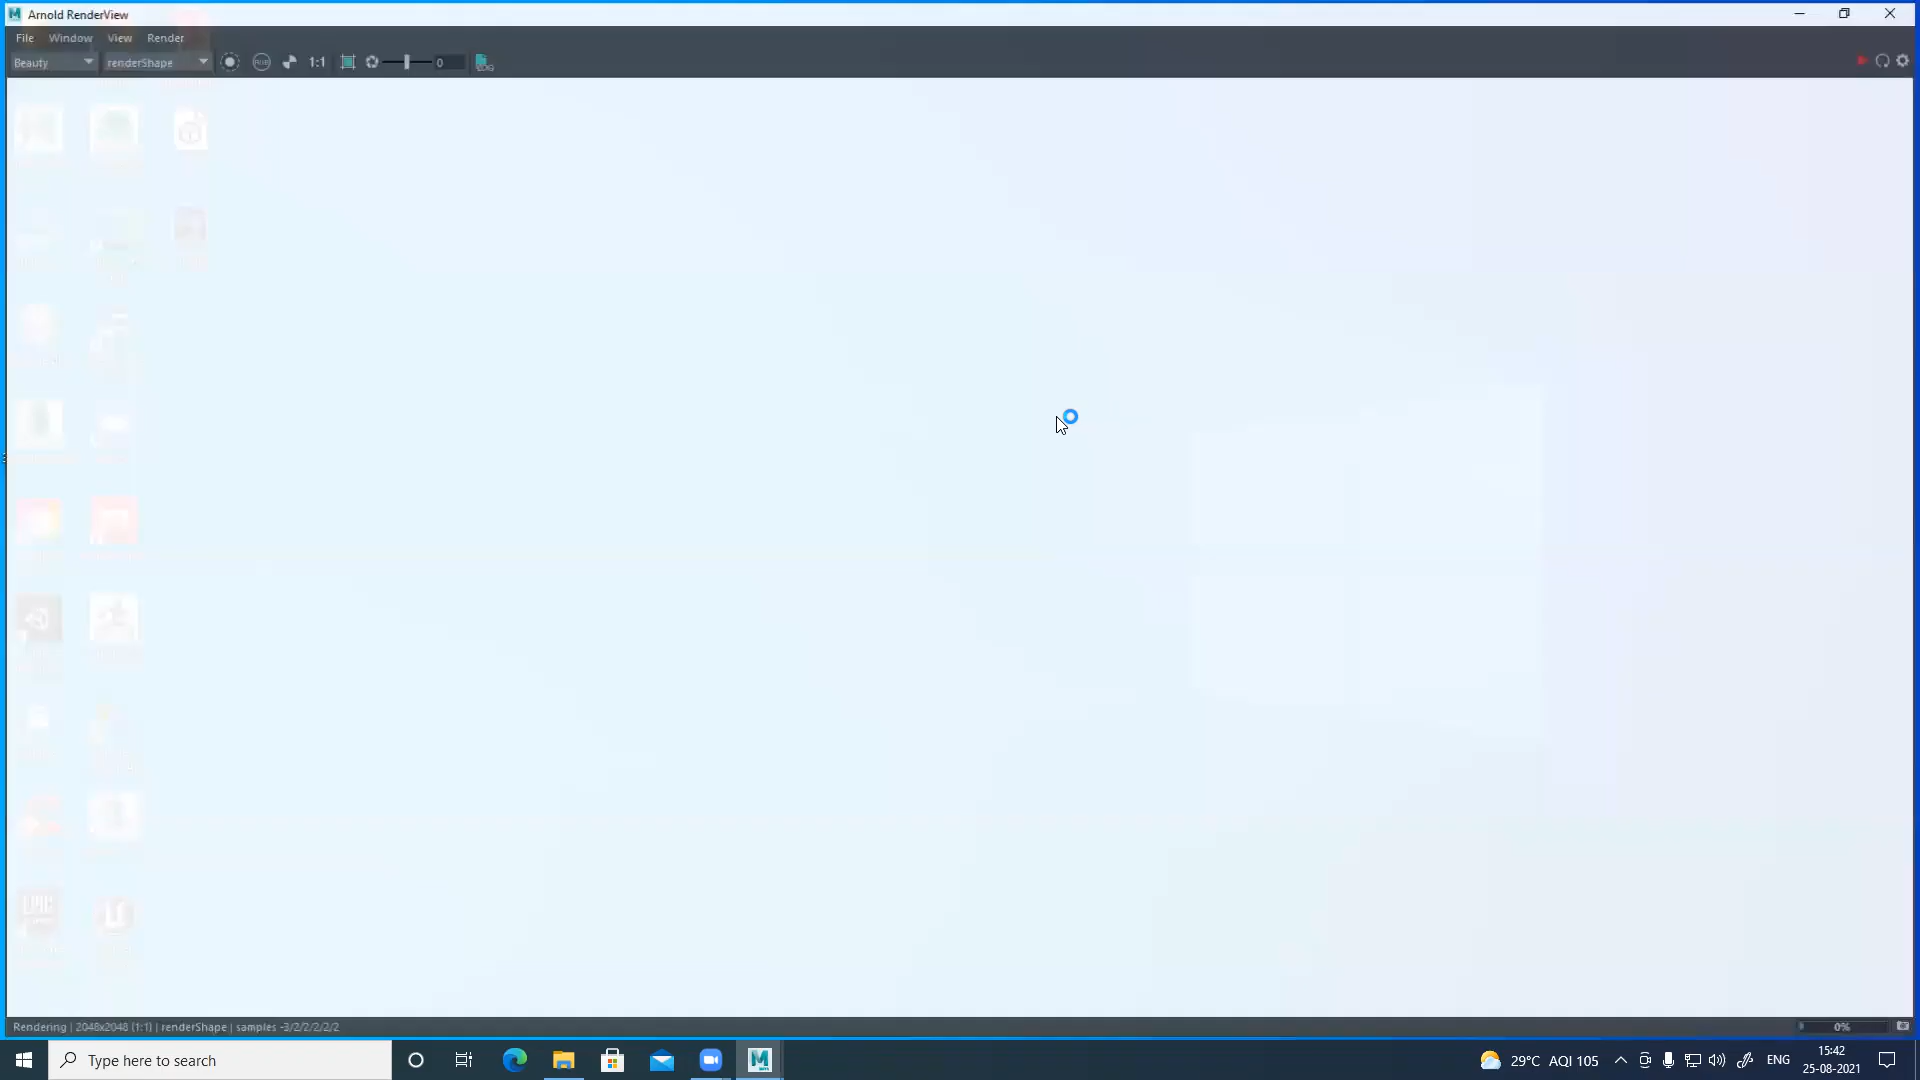 Arnold RenderView
File Window View Render
Beauty renderShape 1:1 0
Rendering | 2048x2048 (1:1) | renderShape | samples -3/2/2/2/2/2
0%
Type here to search
29°C AQI 105
ENG
15:42
25-08-2021